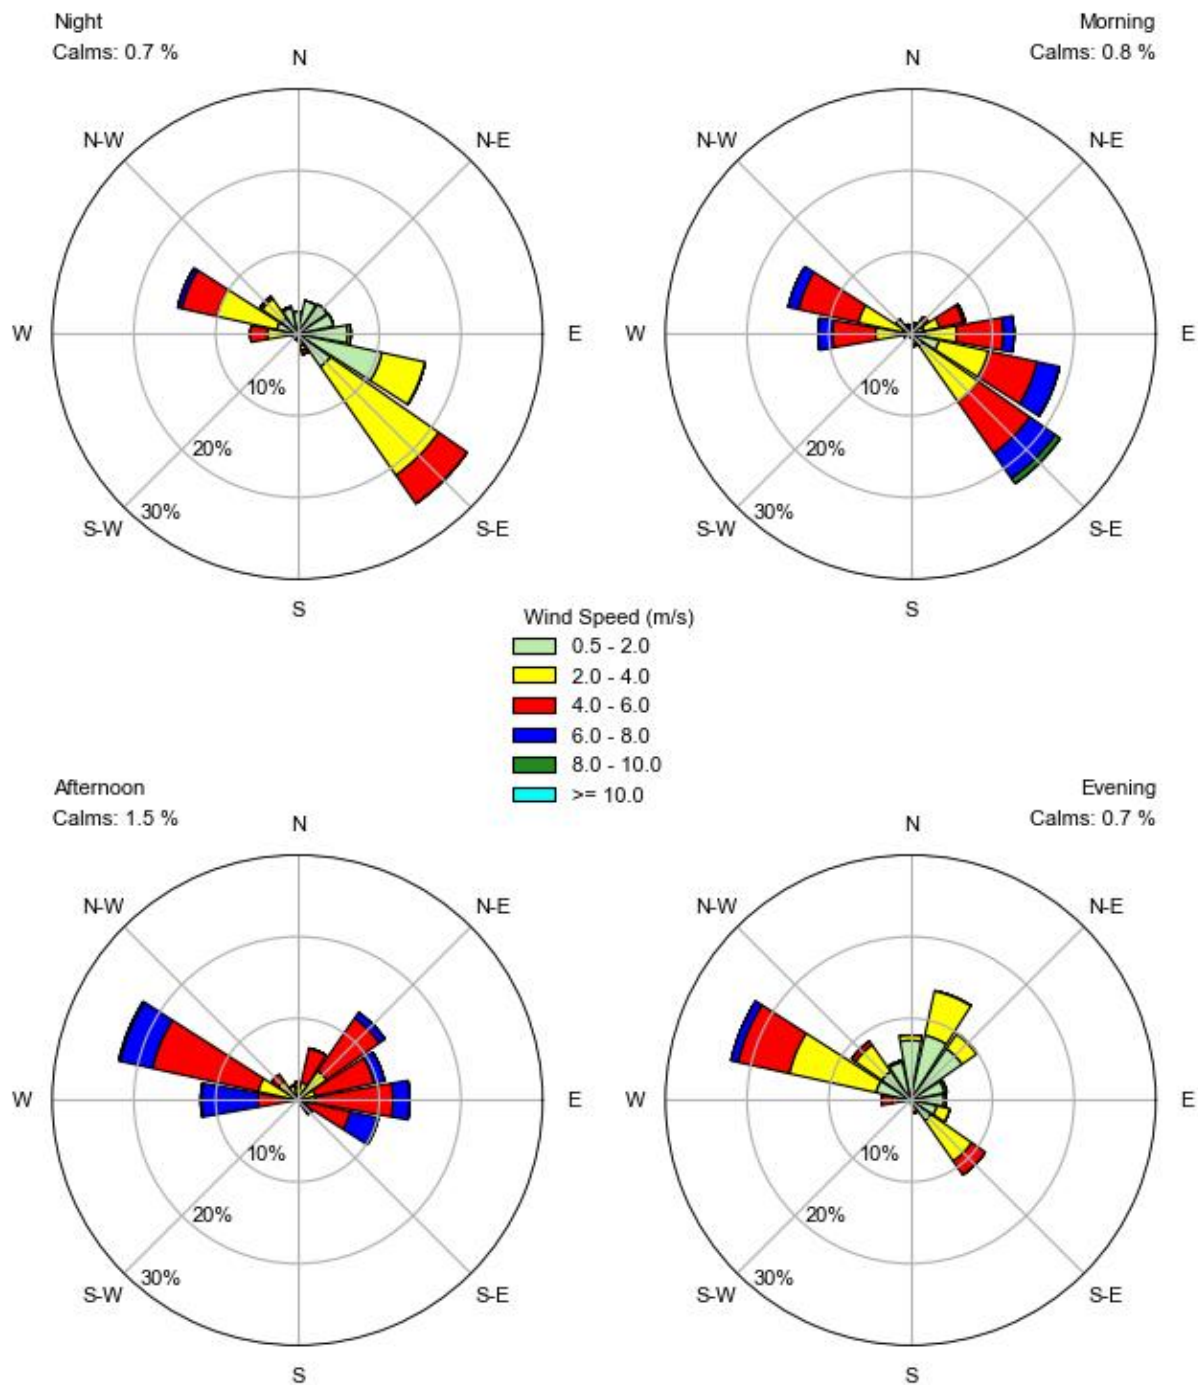 Night
Calms: 0.7 %
N
N-W
N-E
W
E
10%
20%
30%
S-W
S-E
S
Morning
Calms: 0.8 %
N
N-W
N-E
W
E
10%
20%
30%
S-W
S-E
S
Wind Speed (m/s)
0.5 - 2.0
2.0 - 4.0
4.0 - 6.0
6.0 - 8.0
8.0 - 10.0
>= 10.0
Afternoon
Calms: 1.5 %
N
N-W
N-E
W
E
10%
20%
30%
S-W
S-E
S
Evening
Calms: 0.7 %
N
N-W
N-E
W
E
10%
20%
30%
S-W
S-E
S